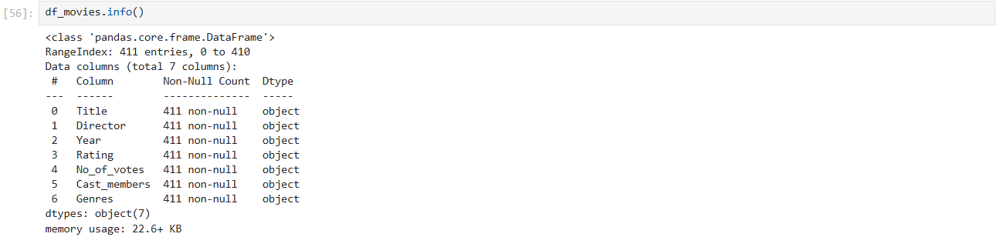 [56]: df_movies.info()
<class 'pandas.core.frame.DataFrame'>
RangeIndex: 411 entries, 0 to 410
Data columns (total 7 columns):
 #   Column        Non-Null Count  Dtype
---  ------        --------------  -----
 0   Title         411 non-null    object
 1   Director      411 non-null    object
 2   Year          411 non-null    object
 3   Rating        411 non-null    object
 4   No_of_votes   411 non-null    object
 5   Cast_members  411 non-null    object
 6   Genres        411 non-null    object
dtypes: object(7)
memory usage: 22.6+ KB